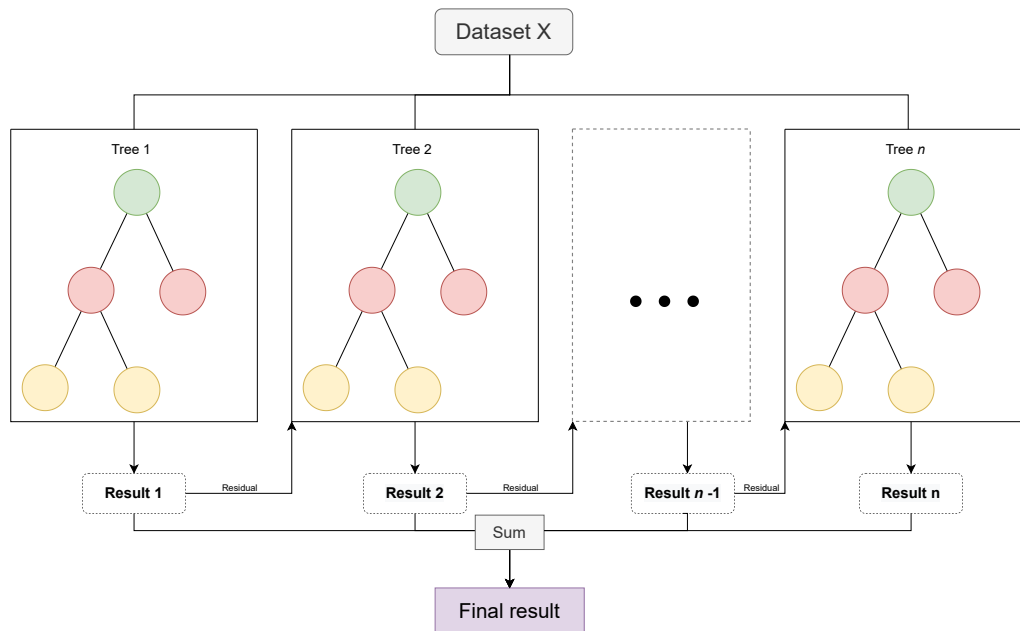 Dataset X
Tree 1
Tree 2
Tree n
Result 1
Residual
Result 2
Residual
Result n -1
Residual
Result n
Sum
Final result